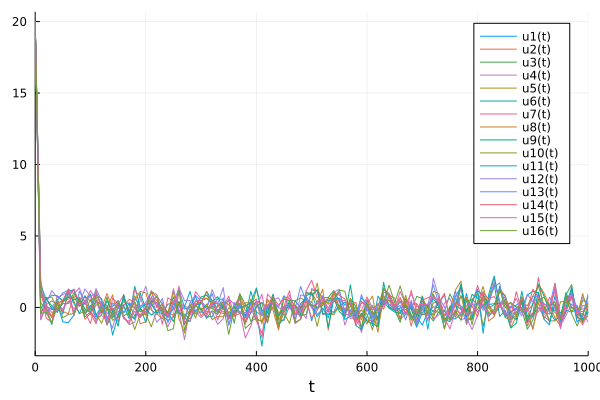 20
15
10
5
0
0
200
400
600
800
1000
t
u1(t)
u2(t)
u3(t)
u4(t)
u5(t)
u6(t)
u7(t)
u8(t)
u9(t)
u10(t)
u11(t)
u12(t)
u13(t)
u14(t)
u15(t)
u16(t)